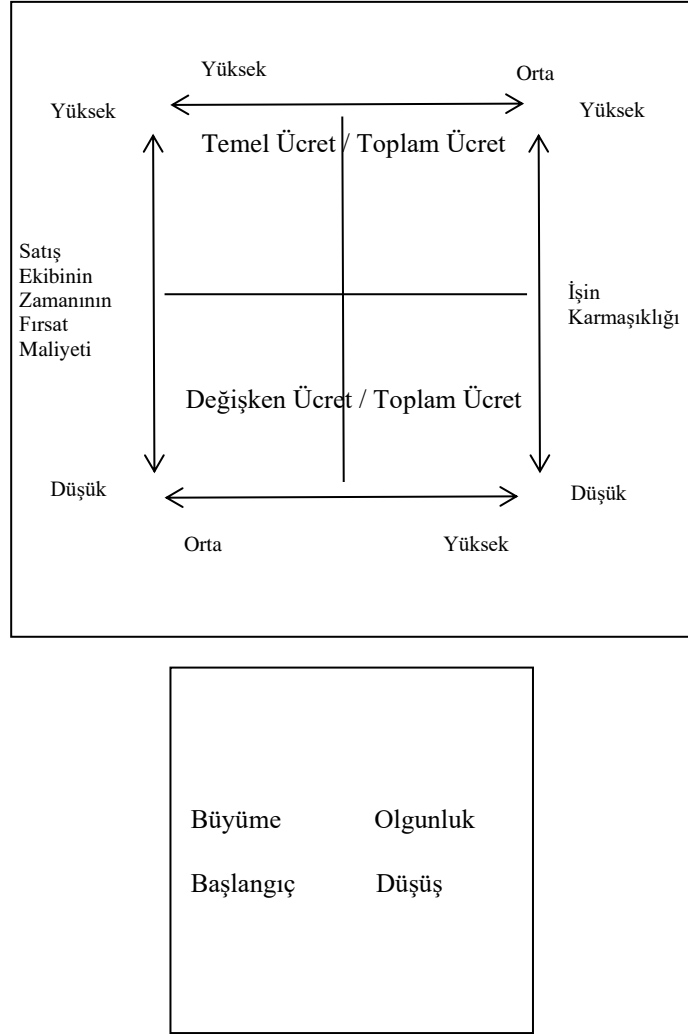 Yüksek
Orta
Yüksek
Yüksek
Temel Ücret / Toplam Ücret
Satış
Ekibinin
Zamanının
Fırsat
Maliyeti
İşin
Karmaşıklığı
Değişken Ücret / Toplam Ücret
Düşük
Düşük
Orta
Yüksek
Büyüme
Olgunluk
Başlangıç
Düşüş